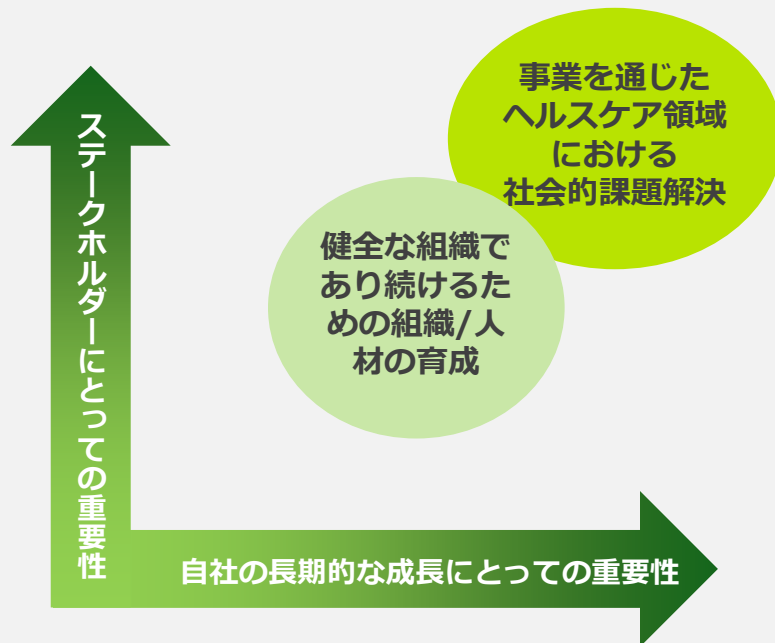 事業を通じた
ヘルスケア領域
における
社会的課題解決
健全な組織で
あり続けるた
めの組織/人
材の育成
ステークホルダーにとっての重要性
自社の長期的な成長にとっての重要性